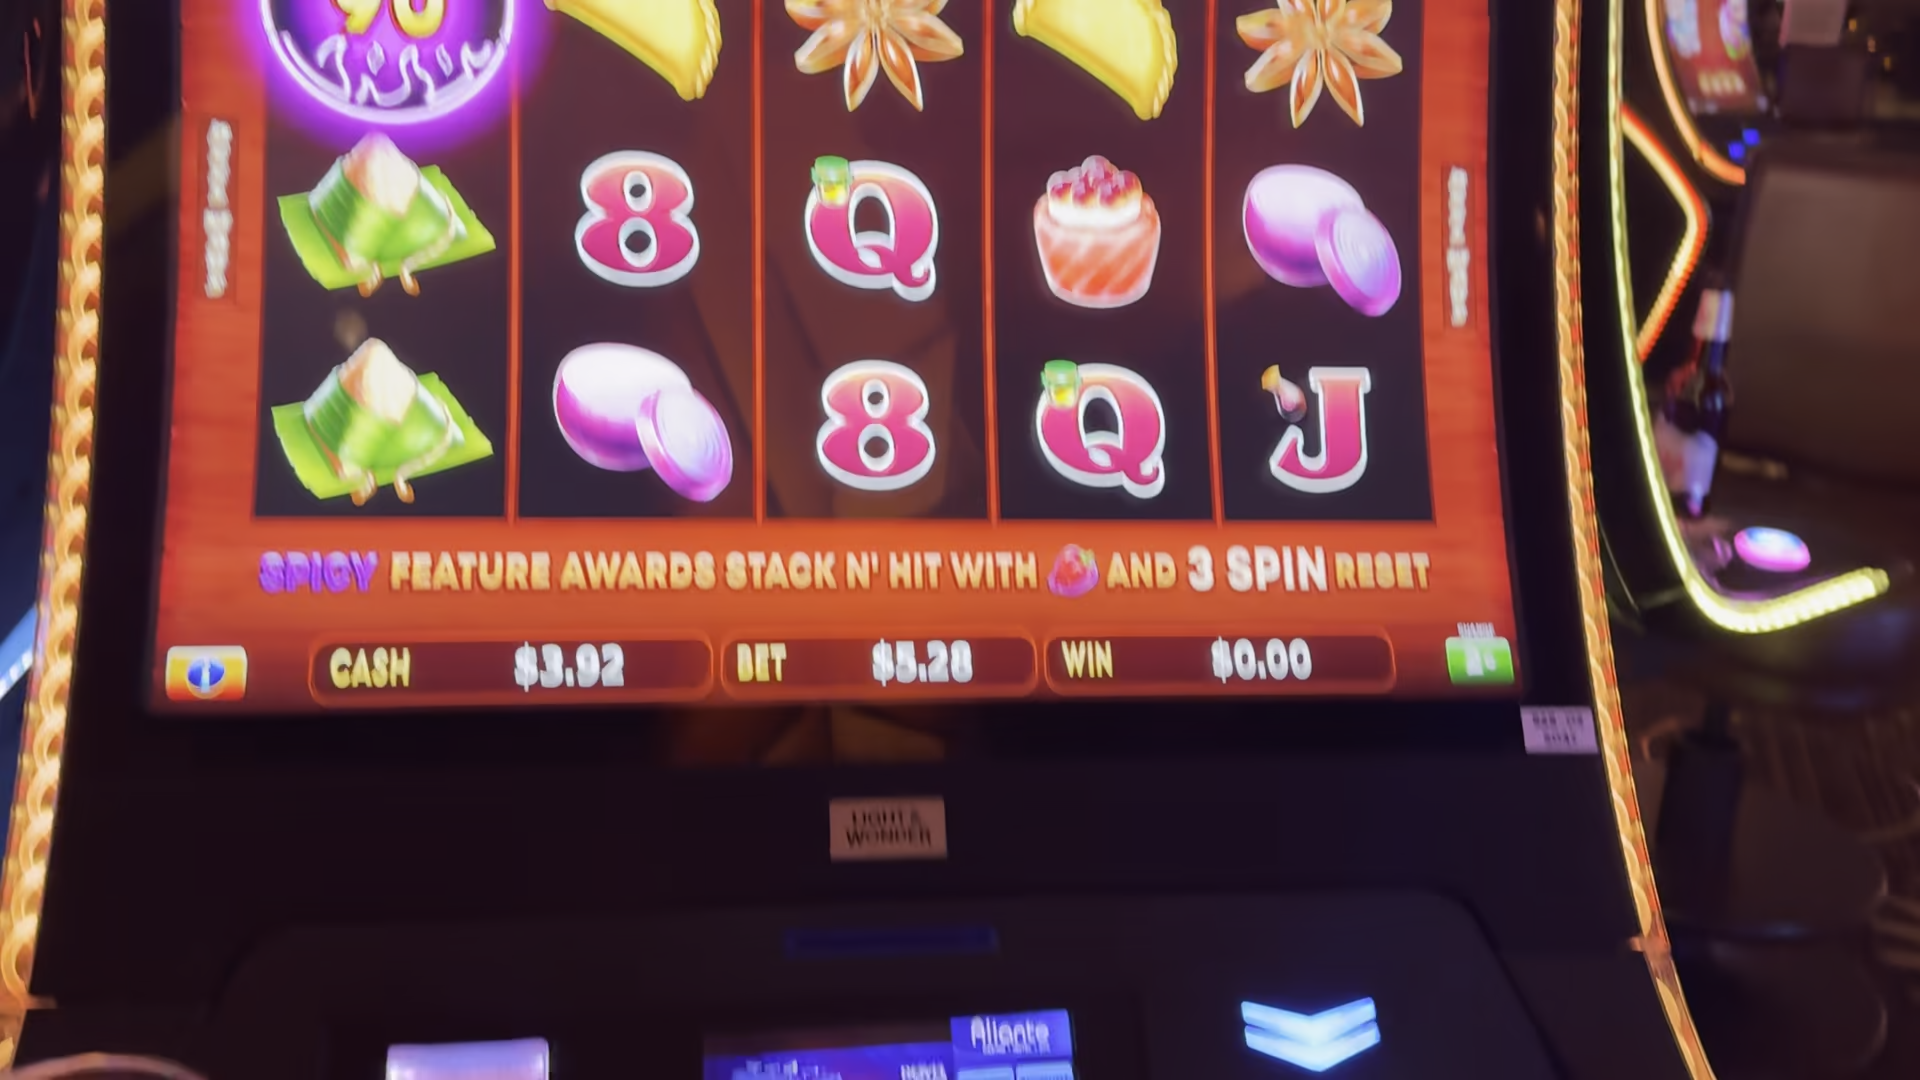 90
8 Q
8 Q J
SPICY FEATURE AWARDS STACK N' HIT WITH AND 3 SPIN RESET
CASH $3.92 BET $5.28 WIN $0.00
LIGHT &
WONDER
Aliante